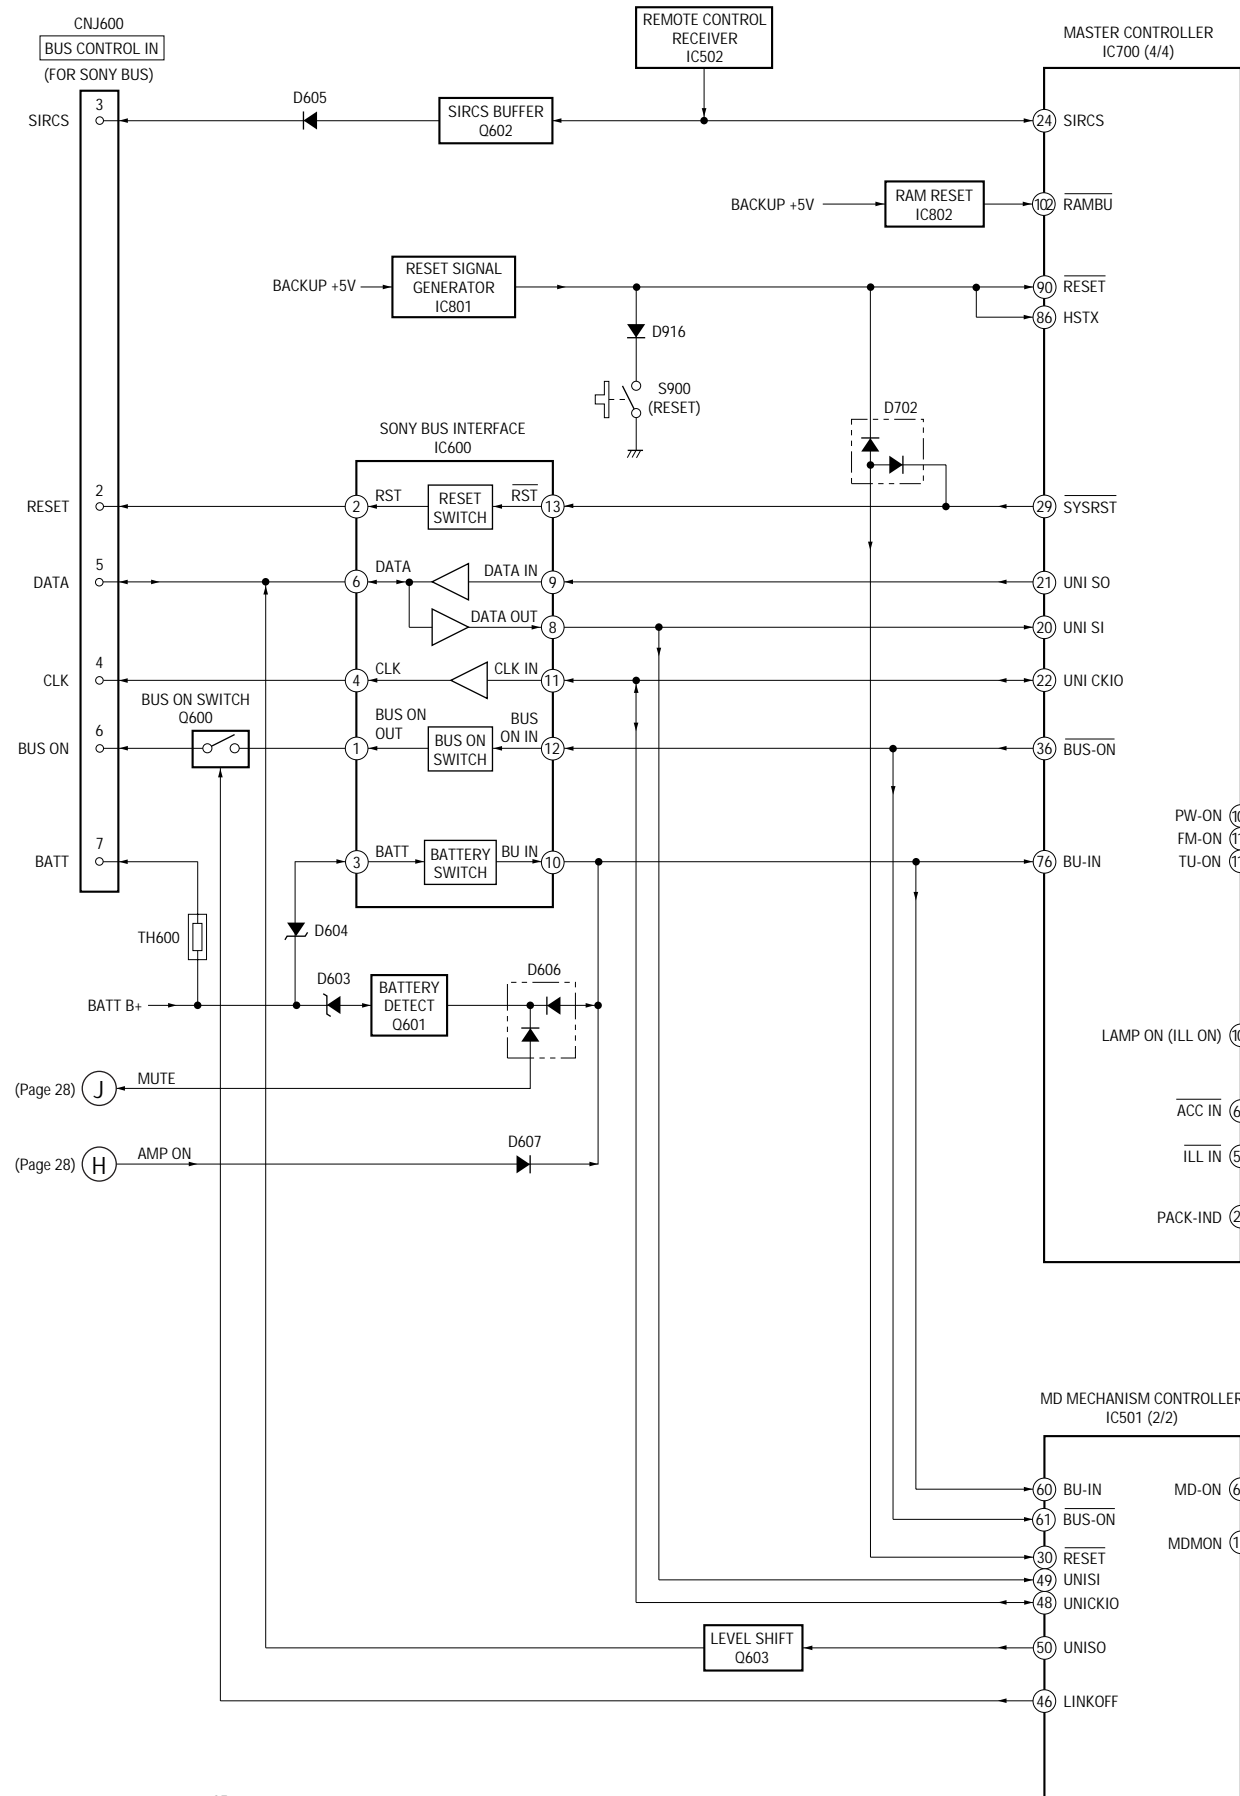 CNJ600
BUS CONTROL IN
(FOR SONY BUS)
REMOTE CONTROL
RECEIVER
IC502
MASTER CONTROLLER
IC700 (4/4)
3
SIRCS
D605
SIRCS BUFFER
Q602
24 SIRCS
BACKUP +5V
RAM RESET
IC802
102 RAMBU
BACKUP +5V
RESET SIGNAL
GENERATOR
IC801
90 RESET
86 HSTX
D916
S900
(RESET)
D702
SONY BUS INTERFACE
IC600
2
RESET
2 RST
RESET
SWITCH
RST 13
29 SYSRST
5
DATA
6 DATA
DATA IN 9
21 UNI SO
DATA OUT 8
20 UNI SI
4
CLK
4 CLK
CLK IN 11
22 UNI CKIO
BUS ON SWITCH
Q600
6
BUS ON
BUS ON
OUT
1
BUS ON
SWITCH
BUS
ON IN
12
36 BUS-ON
PW-ON
FM-ON
TU-ON
7
BATT
3 BATT
BATTERY
SWITCH
BU IN 10
76 BU-IN
TH600
D604
BATT B+
D603
BATTERY
DETECT
Q601
D606
LAMP ON (ILL ON)
(Page 28) J MUTE
ACC IN
(Page 28) H AMP ON
D607
ILL IN
PACK-IND
MD MECHANISM CONTROLLER
IC501 (2/2)
60 BU-IN
MD-ON
61 BUS-ON
MDMON
30 RESET
49 UNISI
48 UNICKIO
LEVEL SHIFT
Q603
50 UNISO
46 LINKOFF